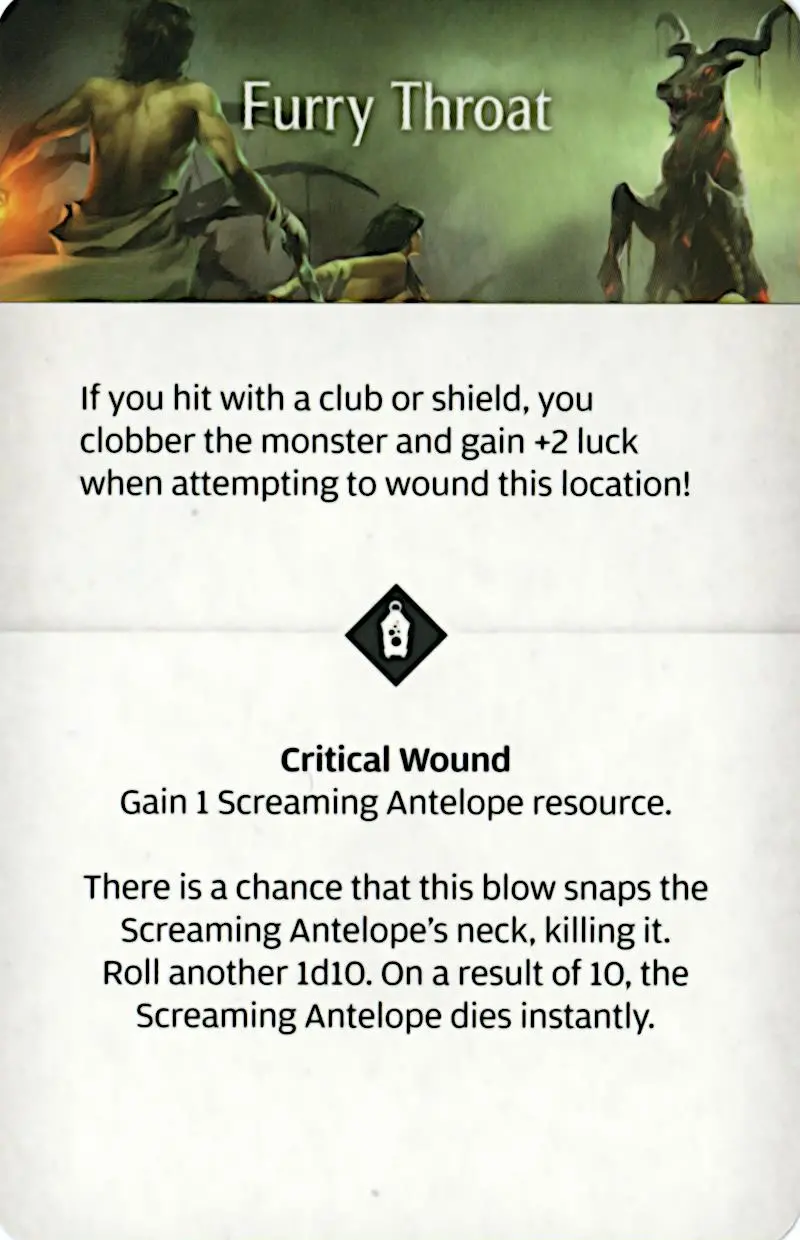 Furry Throat
If you hit with a club or shield, you
clobber the monster and gain +2 luck
when attempting to wound this location!
Critical Wound
Gain 1 Screaming Antelope resource.
There is a chance that this blow snaps the
Screaming Antelope’s neck, killing it.
Roll another 1d10. On a result of 10, the
Screaming Antelope dies instantly.